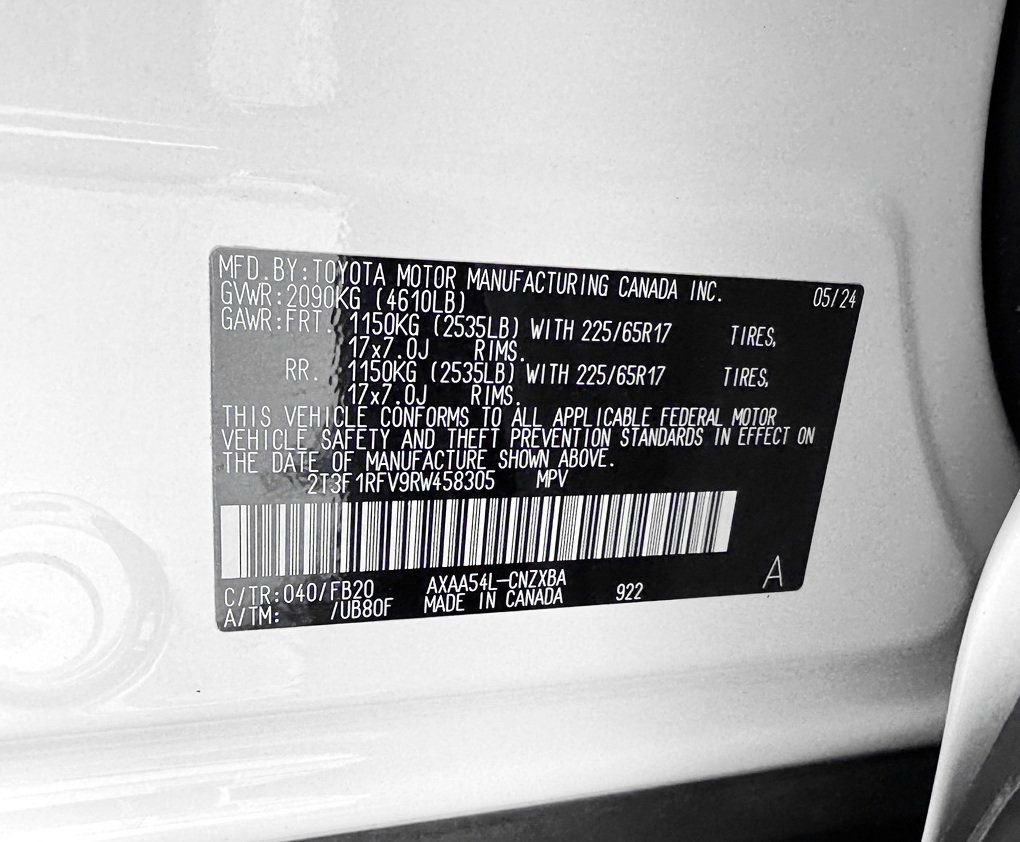 MFD.BY:TOYOTA MOTOR MANUFACTURING CANADA INC. 05/24
GVWR:2090KG (4610LB)
GAWR:FRT. 1150KG (2535LB) WITH 225/65R17 TIRES,
17x7.0J RIMS.
RR. 1150KG (2535LB) WITH 225/65R17 TIRES,
17x7.0J RIMS.
THIS VEHICLE CONFORMS TO ALL APPLICABLE FEDERAL MOTOR
VEHICLE SAFETY AND THEFT PREVENTION STANDARDS IN EFFECT ON
THE DATE OF MANUFACTURE SHOWN ABOVE.
2T3F1RFV9RW458305 MPV
C/TR:040/FB20 AXAA54L-CNZXBA 922 A
A/TM: /UB80F MADE IN CANADA